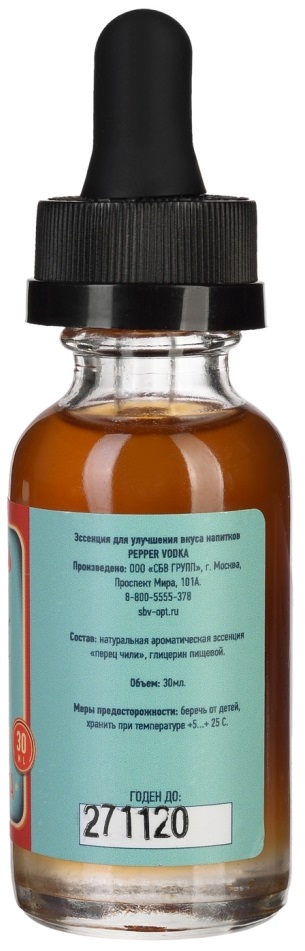 Эссенция для улучшения вкуса напитков
PEPPER VODKA
Произведено: ООО «СБВ ГРУПП», г. Москва,
Проспект Мира, 101А.
8-800-5555-378
sbv-opt.ru
Состав: натуральная ароматическая эссенция
«перец чили», глицерин пищевой.
Объем: 30мл.
Меры предосторожности: беречь от детей,
хранить при температуре +5...+ 25 С.
30
ML
ГОДЕН ДО:
271120